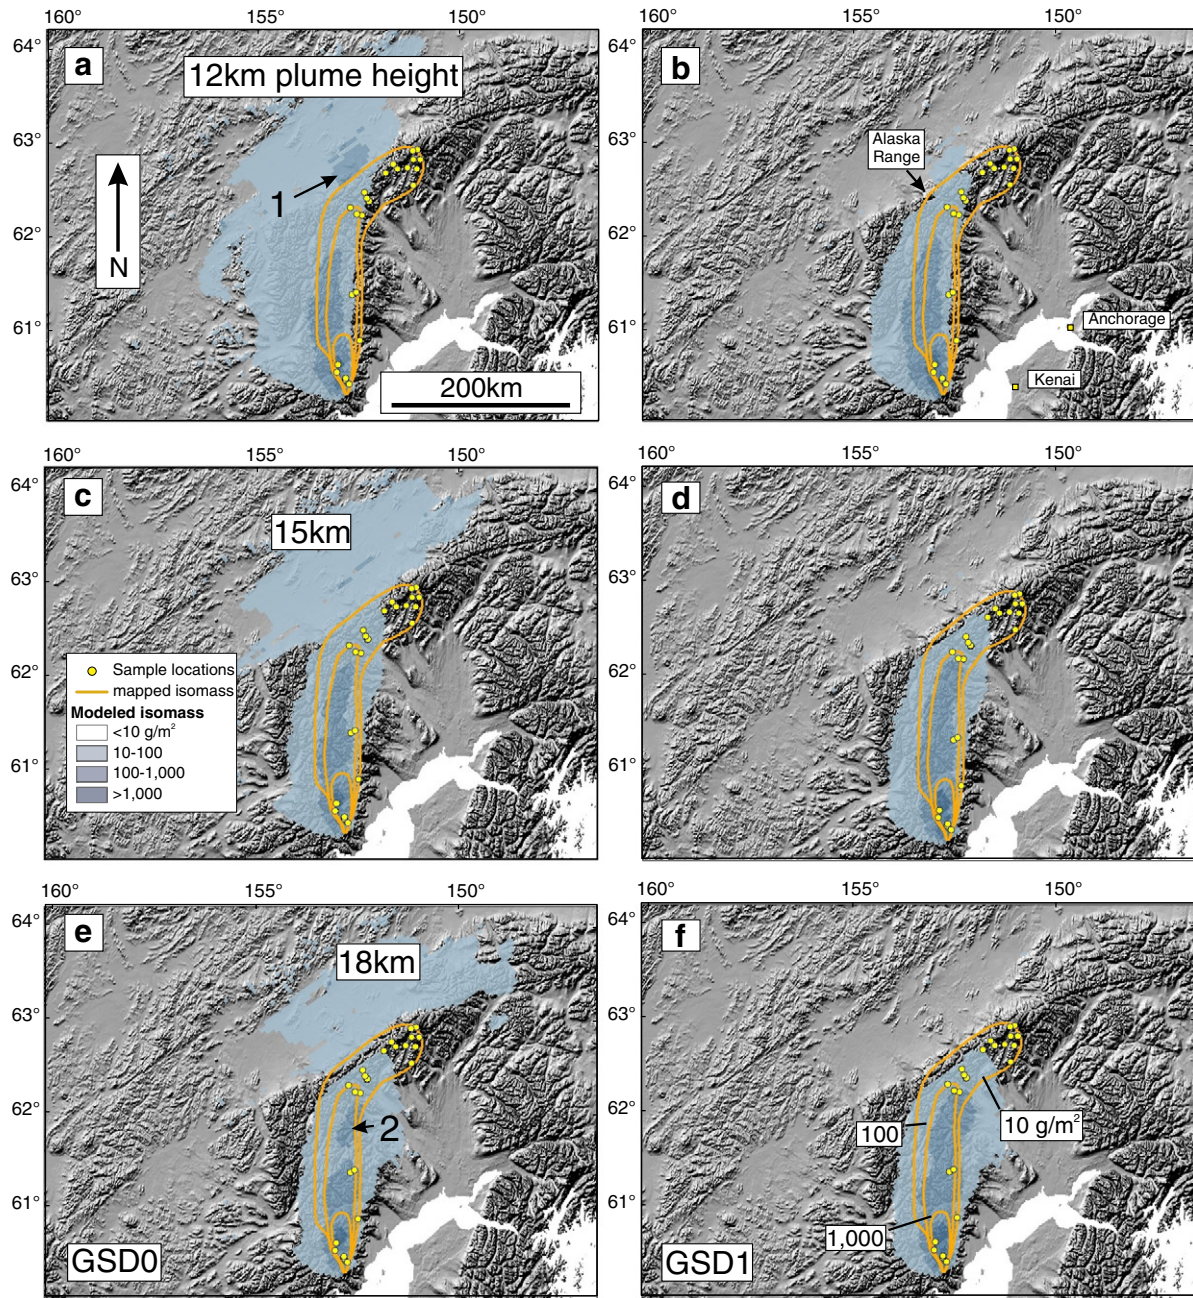 160° 155° 150°
64°
63°
62°
61°
a
12km plume height
1
N
200km
160° 155° 150°
b
Alaska
Range
Anchorage
Kenai
160° 155° 150°
64°
63°
62°
61°
c
15km
Sample locations
mapped isomass
Modeled isomass
<10 g/m²
10-100
100-1,000
>1,000
160° 155° 150°
d
160° 155° 150°
64°
63°
62°
61°
e
18km
2
GSD0
160° 155° 150°
f
10 g/m²
100
1,000
GSD1